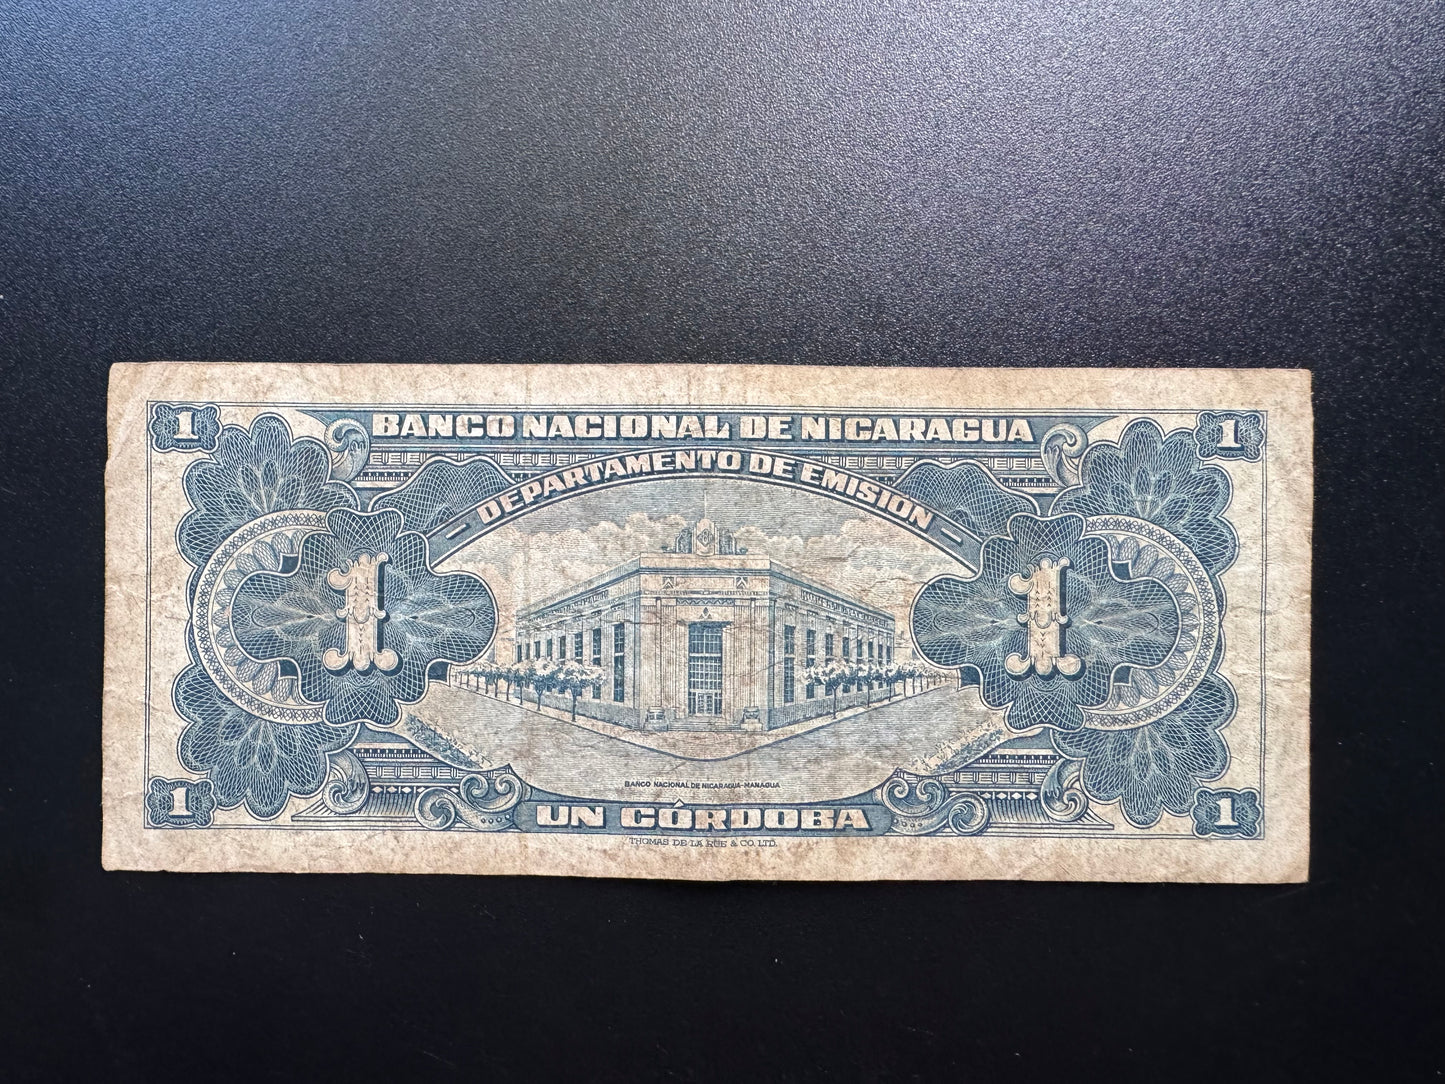 1 1
BANCO NACIONAL DE NICARAGUA
— DEPARTAMENTO DE EMISION —
1 1
BANCO NACIONAL DE NICARAGUA-MANAGUA
1 1
UN CÓRDOBA
THOMAS DE LA RUE & CO. LTD.